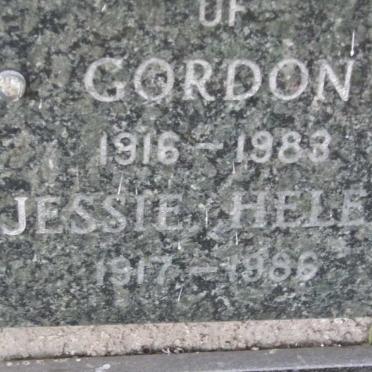 OF
GORDON
1916 – 1983
JESSIE HELE
1917 – 1986